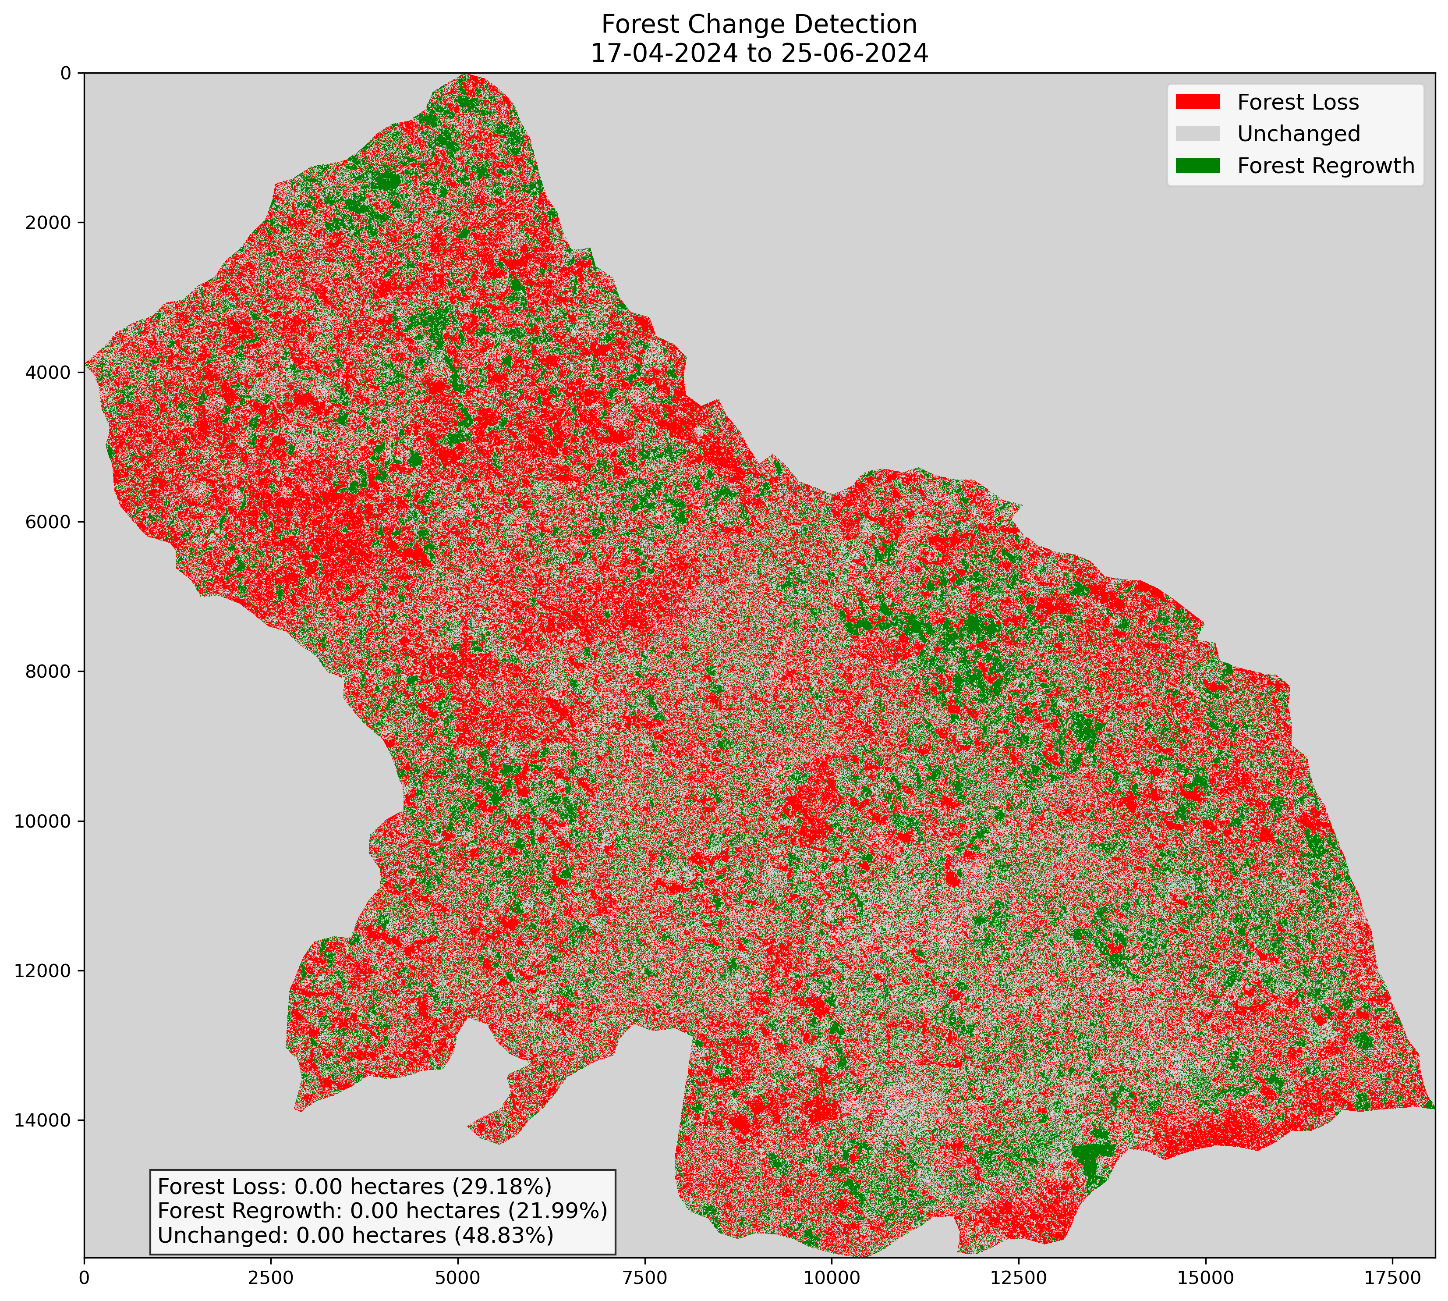 Forest Change Detection
17-04-2024 to 25-06-2024
Forest Loss
Unchanged
Forest Regrowth
0
2000
4000
6000
8000
10000
12000
14000
Forest Loss: 0.00 hectares (29.18%)
Forest Regrowth: 0.00 hectares (21.99%)
Unchanged: 0.00 hectares (48.83%)
0
2500
5000
7500
10000
12500
15000
17500